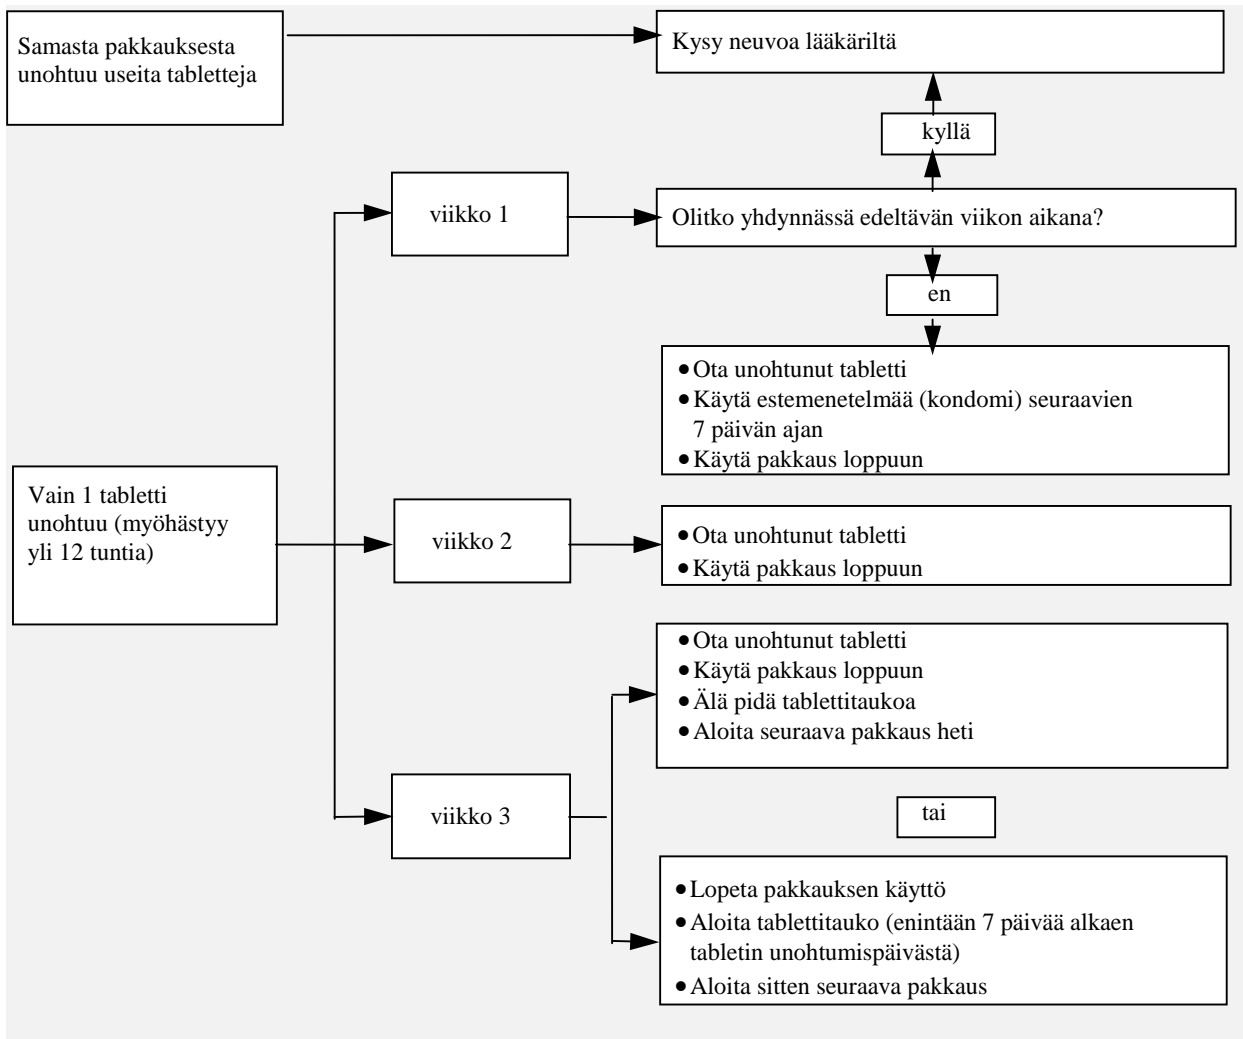 Samasta pakkauksesta
unohtuu useita tabletteja
Kysy neuvoa lääkäriltä
kyllä
viikko 1
Olitko yhdynnässä edeltävän viikon aikana?
en
• Ota unohtunut tabletti
• Käytä estemenetelmää (kondomi) seuraavien
7 päivän ajan
• Käytä pakkaus loppuun
Vain 1 tabletti
unohtuu (myöhästyy
yli 12 tuntia)
viikko 2
• Ota unohtunut tabletti
• Käytä pakkaus loppuun
• Ota unohtunut tabletti
• Käytä pakkaus loppuun
• Älä pidä tablettitaukoa
• Aloita seuraava pakkaus heti
viikko 3
tai
• Lopeta pakkauksen käyttö
• Aloita tablettitauko (enintään 7 päivää alkaen
tabletin unohtumispäivästä)
• Aloita sitten seuraava pakkaus